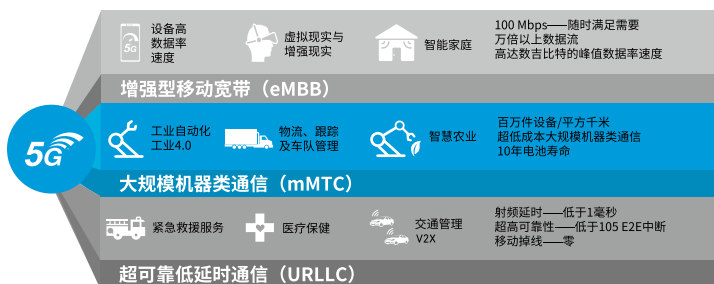 5G
设备高
数据率
速度
虚拟现实与
增强现实
智能家庭
100 Mbps——随时满足需要
万倍以上数据流
高达数吉比特的峰值数据率速度
增强型移动宽带（eMBB）
5G
工业自动化
工业4.0
物流、跟踪
及车队管理
智慧农业
百万件设备/平方千米
超低成本大规模机器类通信
10年电池寿命
大规模机器类通信（mMTC）
紧急救援服务
医疗保健
交通管理
V2X
射频延时——低于1毫秒
超高可靠性——低于105 E2E中断
移动掉线——零
超可靠低延时通信（URLLC）